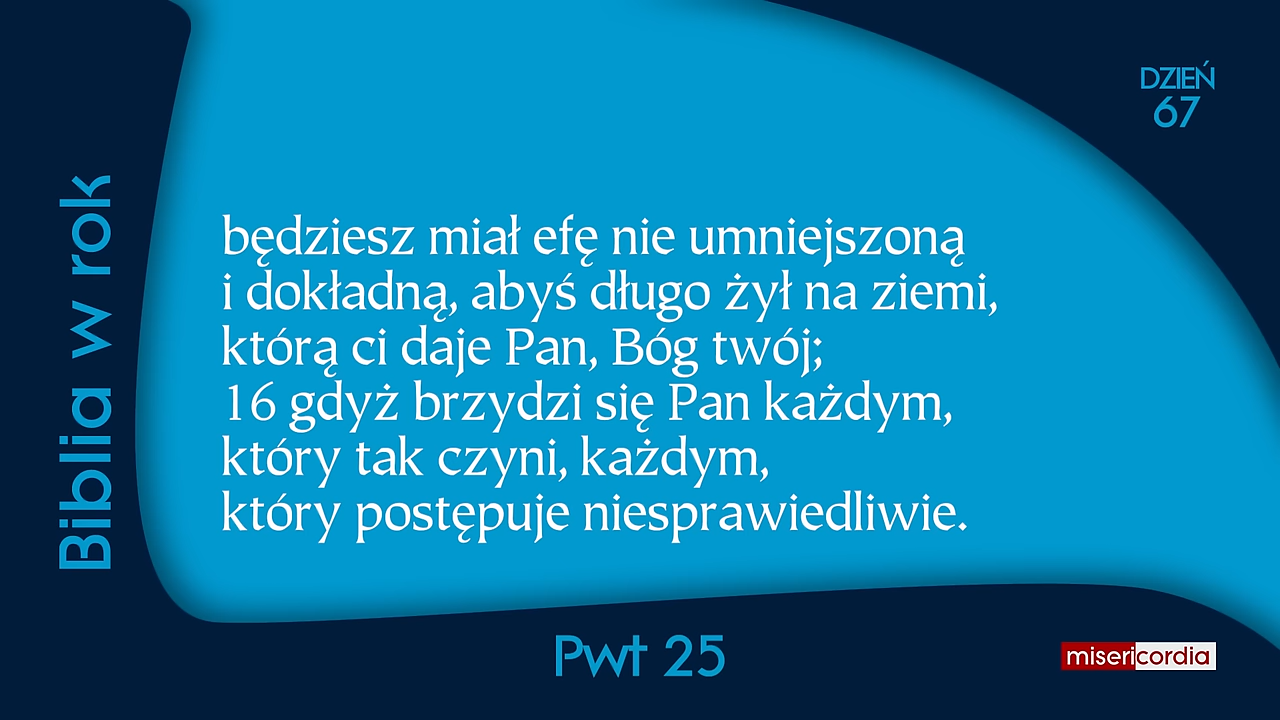 DZIEŃ
67
Biblia w rok
będziesz miał efę nie umniejszoną
i dokładną, abyś długo żył na ziemi,
którą ci daje Pan, Bóg twój;
16 gdyż brzydzi się Pan każdym,
który tak czyni, każdym,
który postępuje niesprawiedliwie.
Pwt 25
misericordia